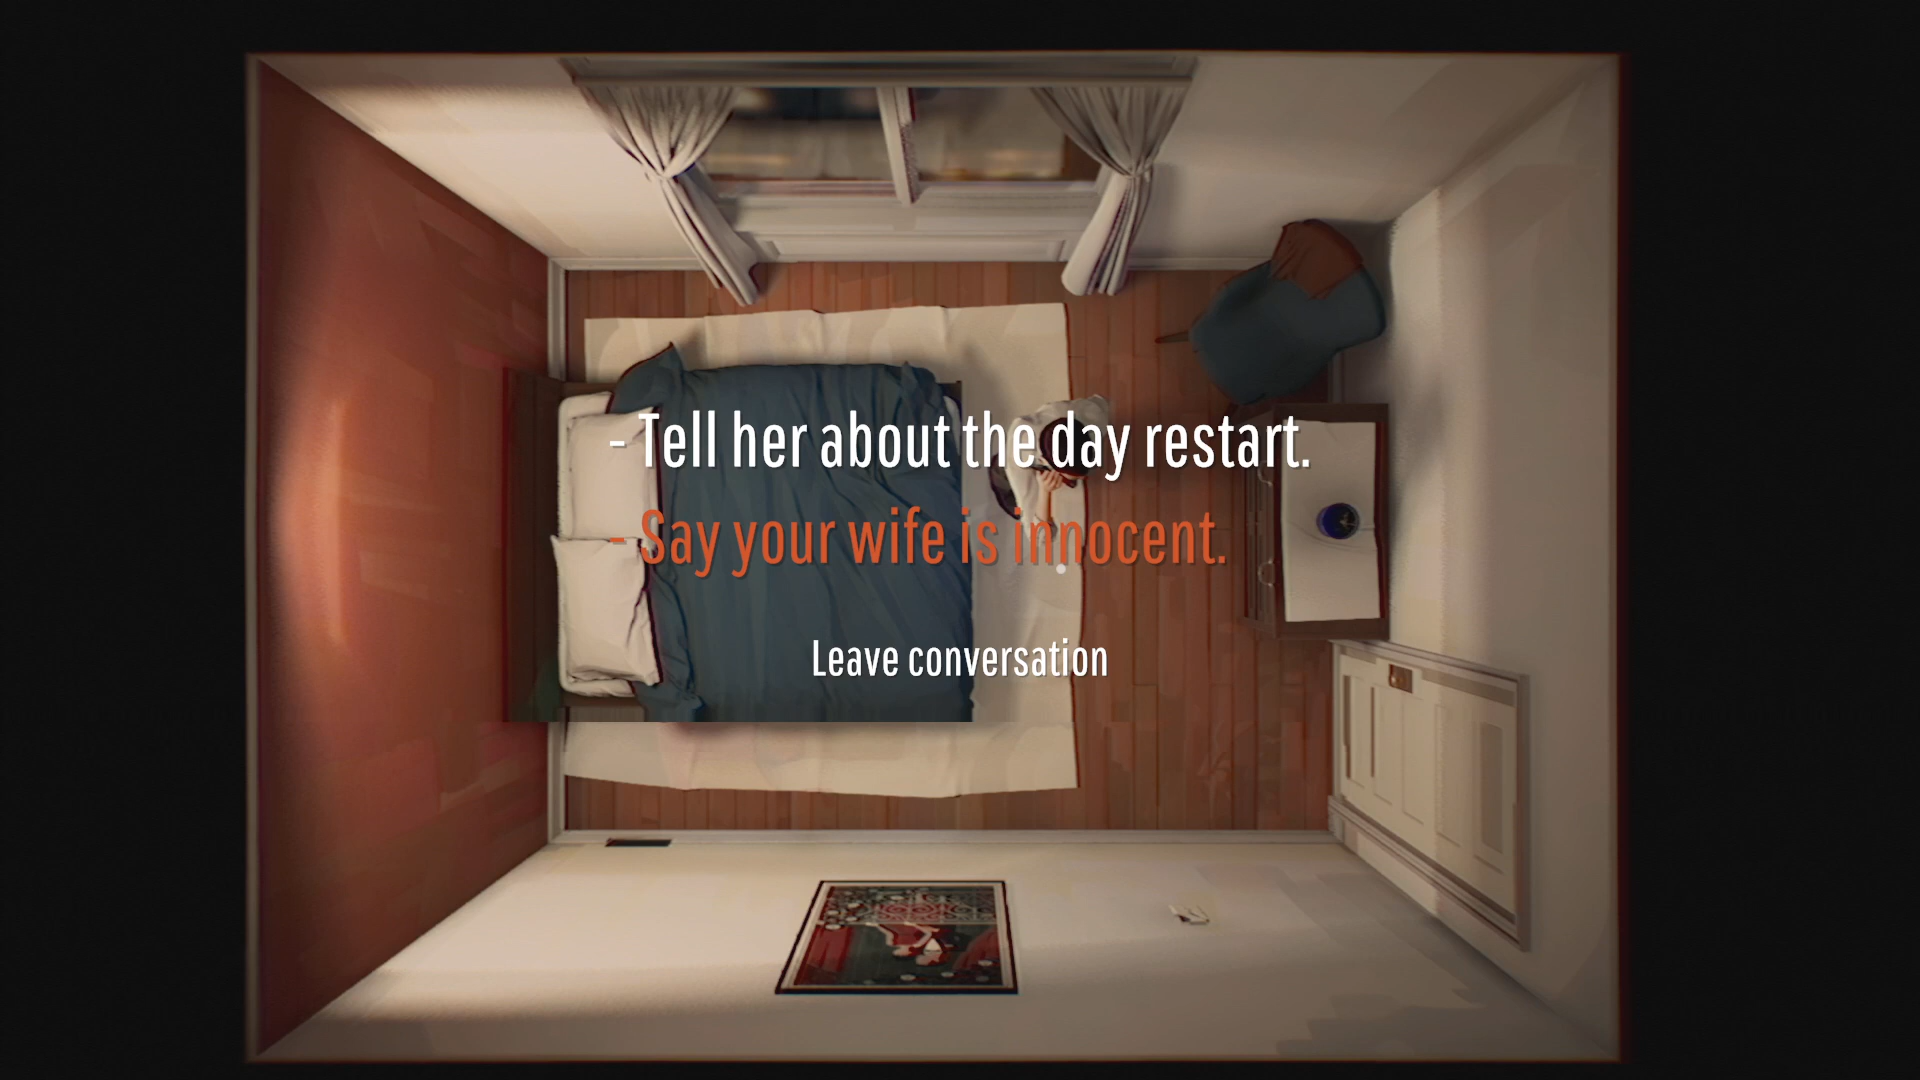 - Tell her about the day restart.
- Say your wife is innocent.
Leave conversation